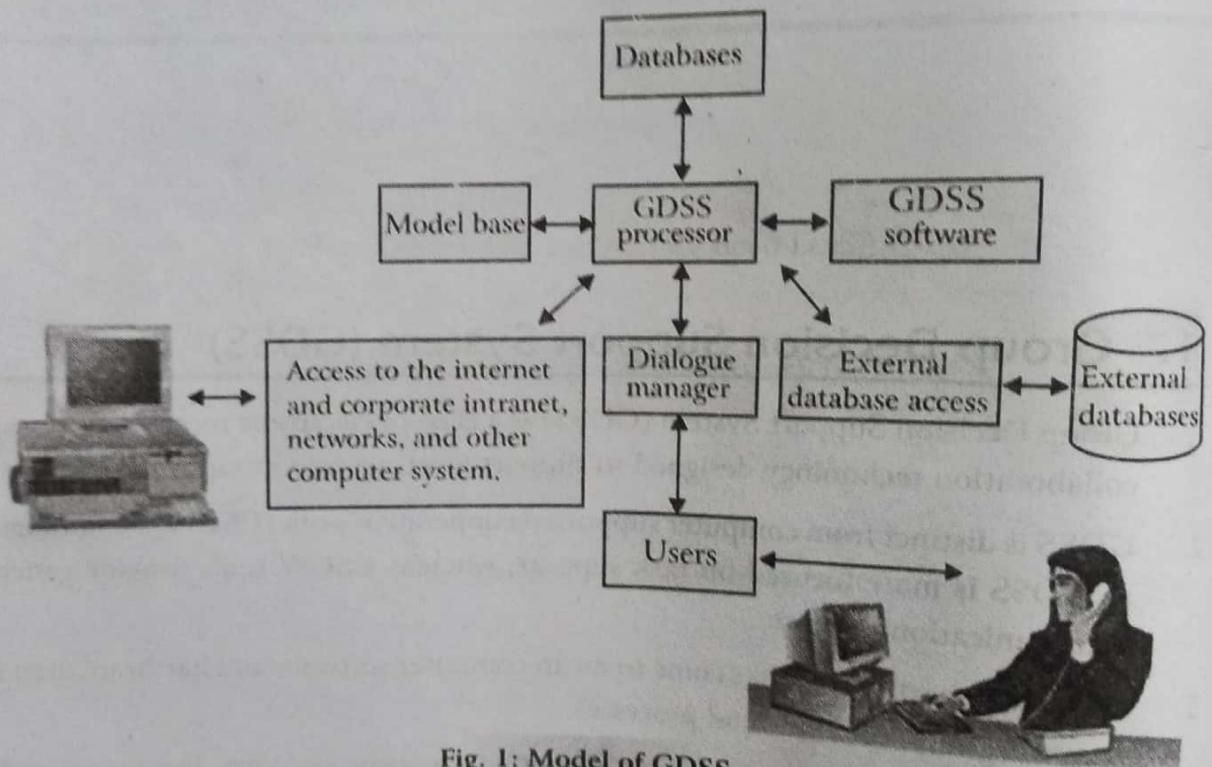 Databases
Model base
GDSS
processor
GDSS
software
Access to the internet
and corporate intranet,
networks, and other
computer system.
Dialogue
manager
External
database access
External
databases
Users
Fig. 1: Model of GDSS